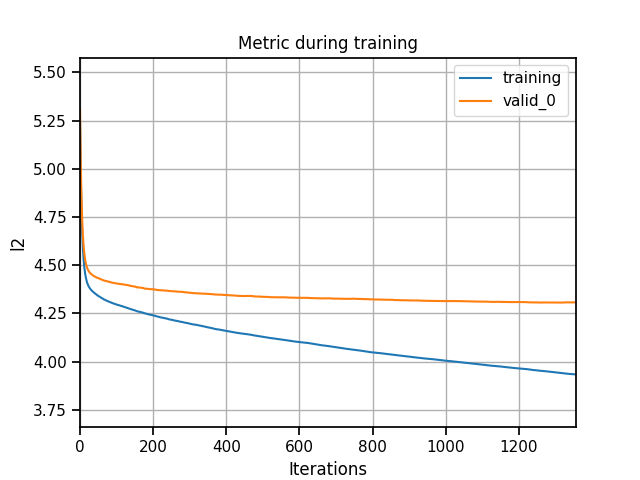 Metric during training
training
valid_0
l2
5.50
5.25
5.00
4.75
4.50
4.25
4.00
3.75
0 200 400 600 800 1000 1200
Iterations